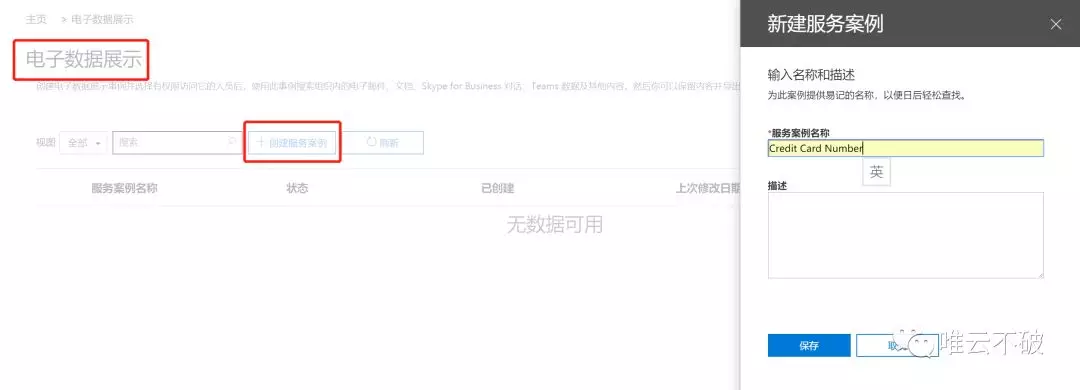 主页 > 电子数据展示
电子数据展示
创建电子数据展示事例并选择有权限访问它的人员后，如何此事例搜索组织内的电子邮件、文档、Skype for Business 对话、Teams 数据及其他内容。然后你可以保留内容并导出
视图 全部 搜索 创建服务案例 刷新
服务案例名称 状态 已创建 上次修改日期
无数据可用
新建服务案例
输入名称和描述
为此案例提供易记的名称，以便日后轻松查找。
*服务案例名称
Credit Card Number
英
描述
保存
唯云不破